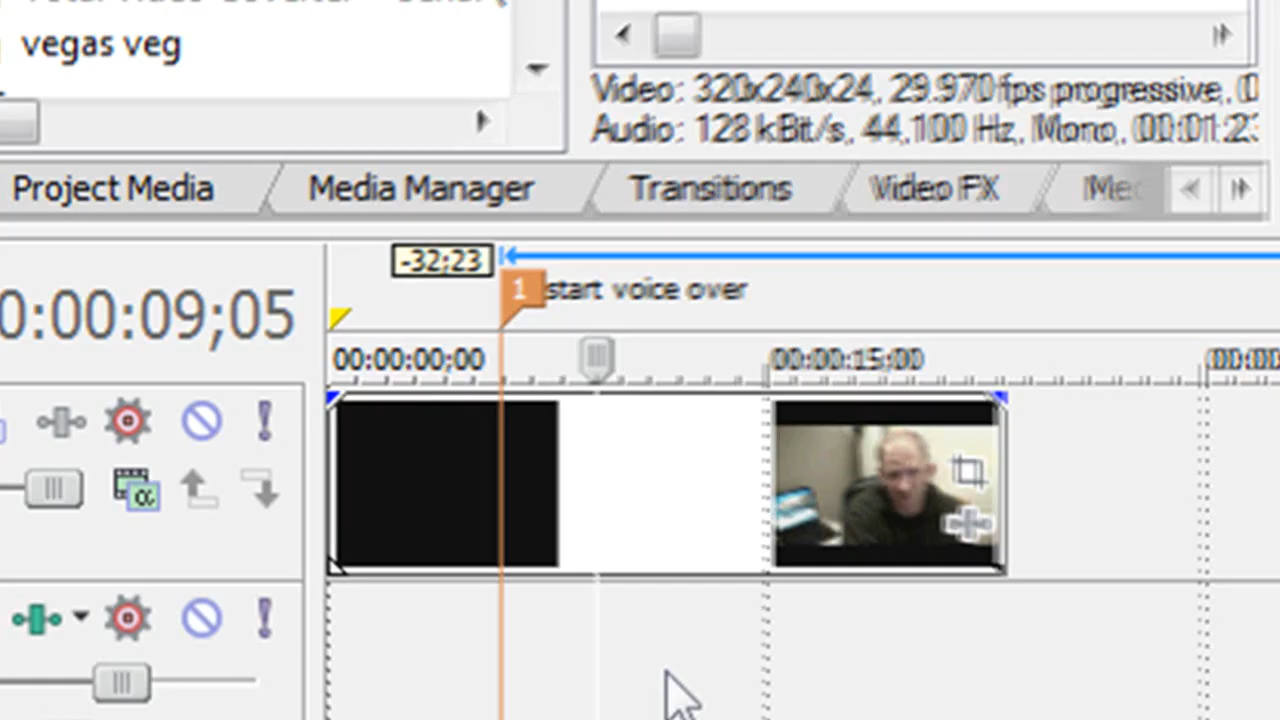 vegas veg
Video: 320x240x24, 29.970 fps progressive,
Audio: 128 kBit/s, 44,100 Hz, Mono, 00:01:23
Project Media Media Manager Transitions Video FX
-32;23
1 start voice over
0:00:09;05
00:00:00;00 00:00:15;00